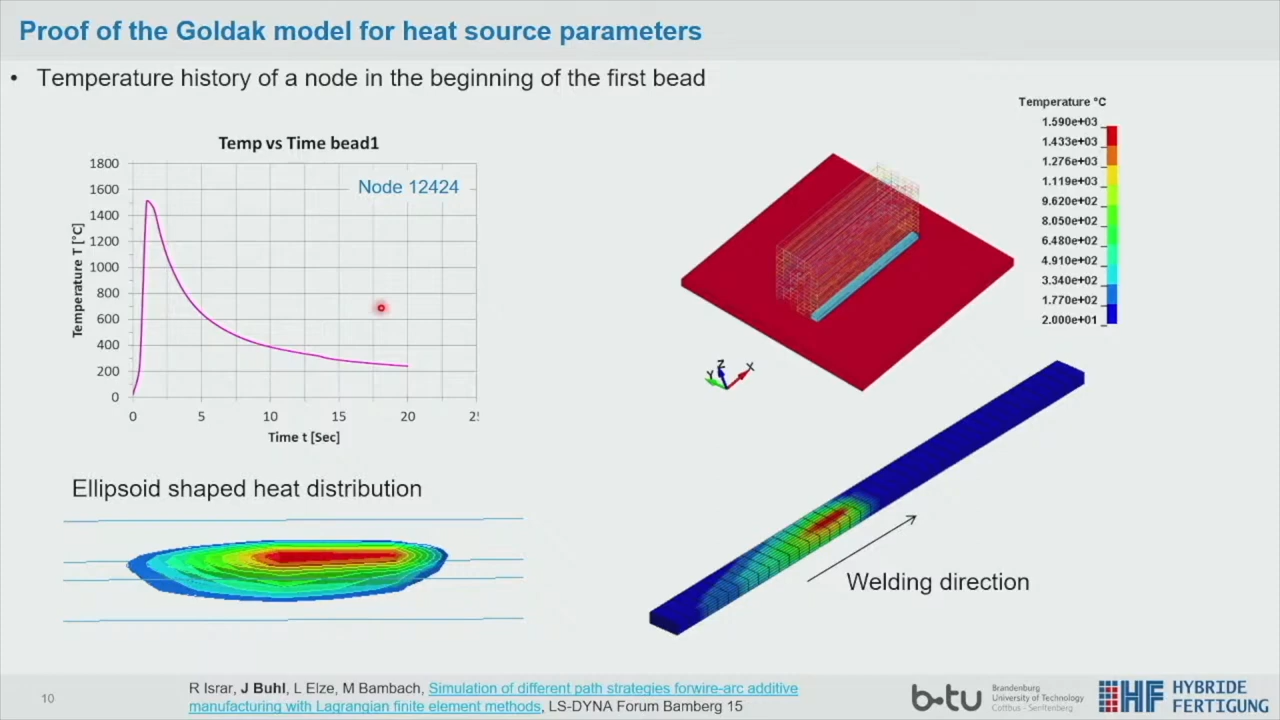 Proof of the Goldak model for heat source parameters
• Temperature history of a node in the beginning of the first bead
Temp vs Time bead1
Node 12424
1800
1600
1400
1200
1000
800
600
400
200
0
Temperature T [°C]
0 5 10 15 20
Time t [Sec]
Temperature °C
1.590e+03
1.433e+03
1.276e+03
1.119e+03
9.620e+02
8.050e+02
6.480e+02
4.910e+02
3.340e+02
1.770e+02
2.000e+01
Z
Y X
Ellipsoid shaped heat distribution
Welding direction
10
R Israr, J Buhl, L Elze, M Bambach, Simulation of different path strategies forwire-arc additive
manufacturing with Lagrangian finite element methods, LS-DYNA Forum Bamberg 15
b-tu
Brandenburg
University of Technology
Cottbus - Senftenberg
HF
HYBRIDE
FERTIGUNG